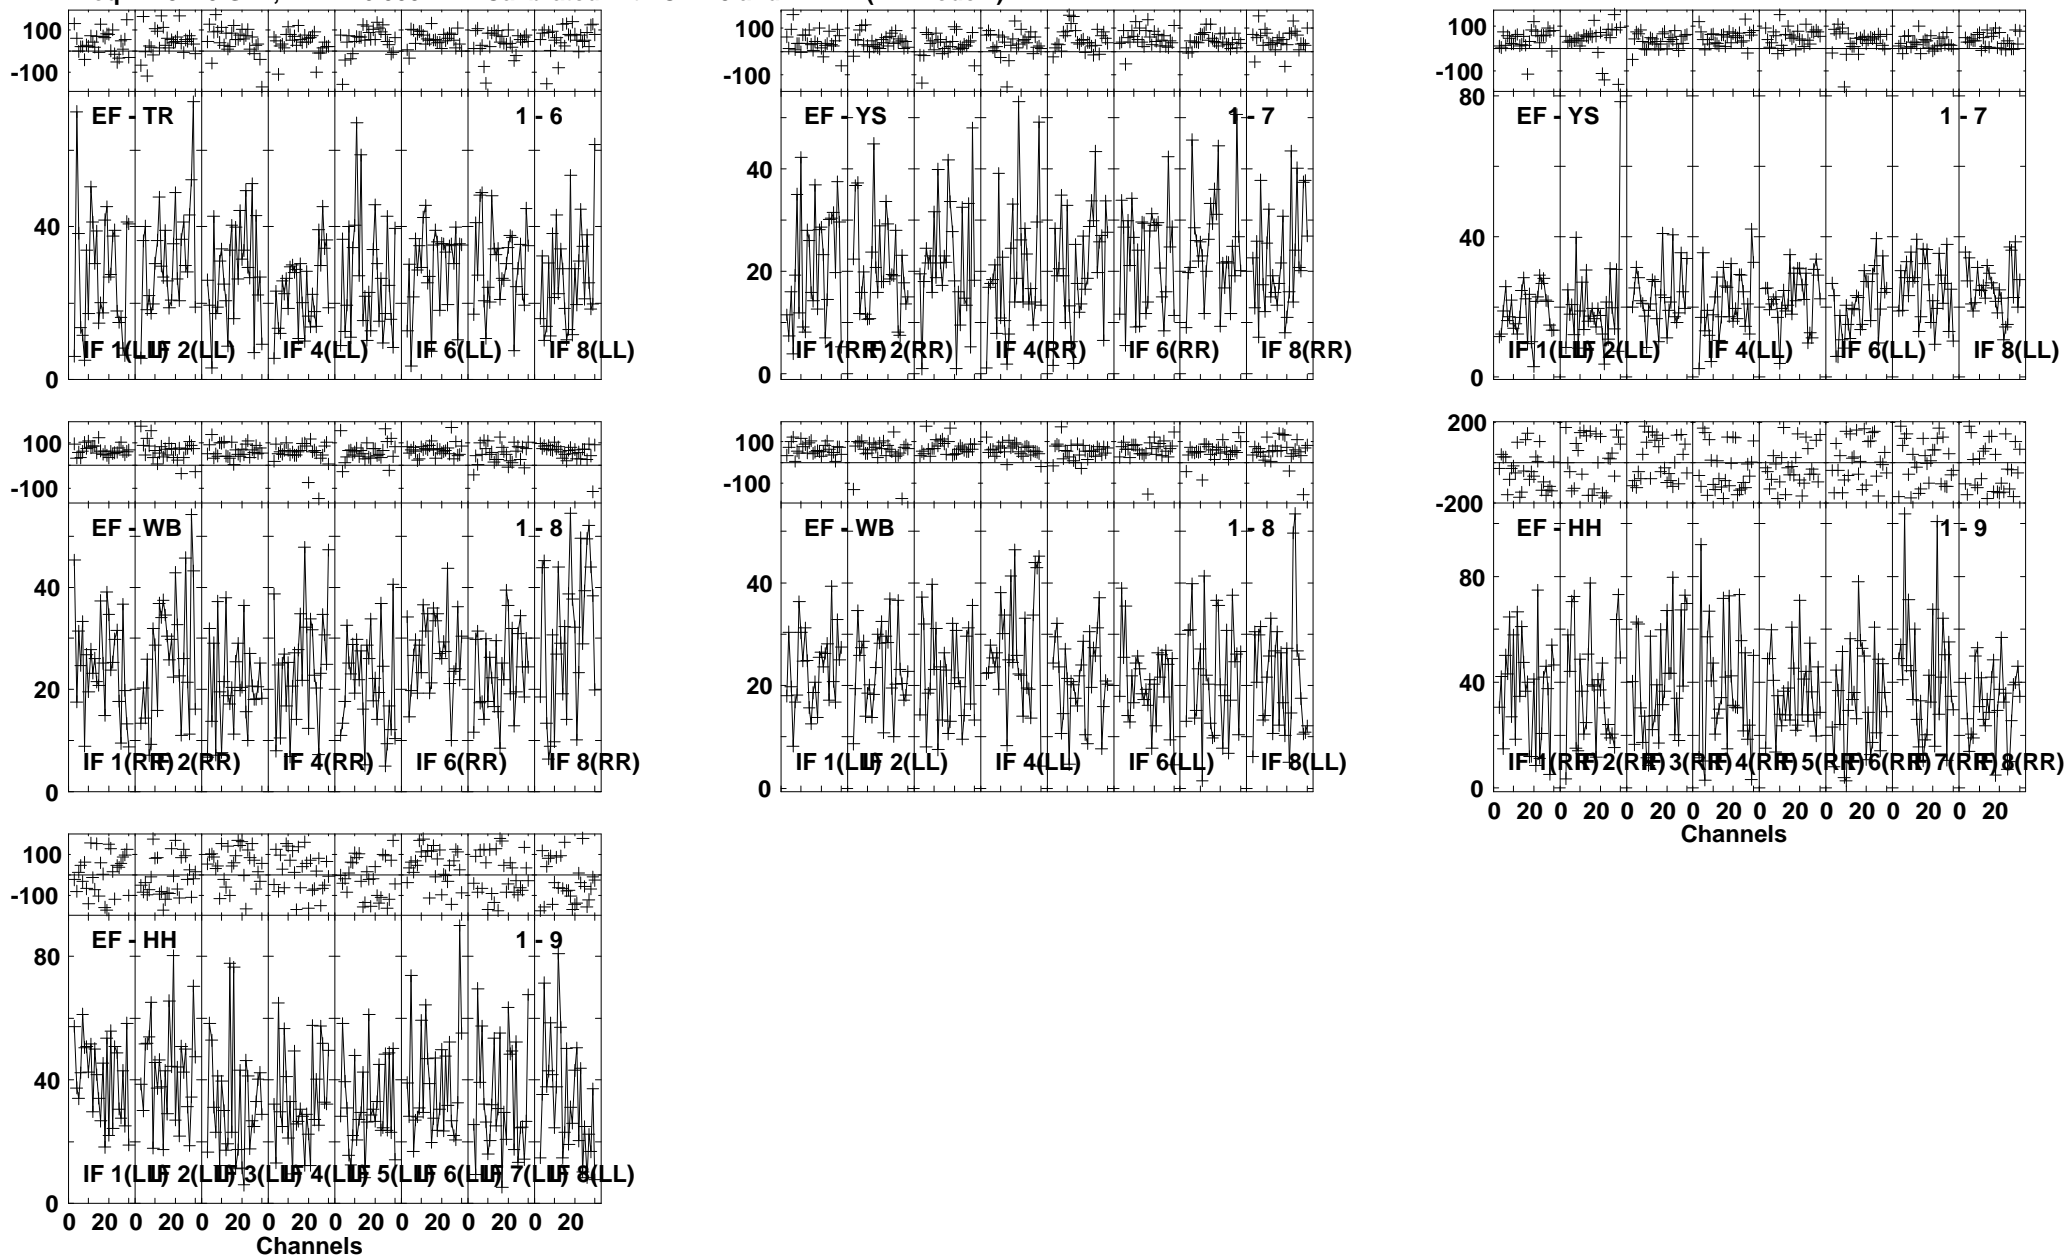 100
-100
EF - TR 1 - 6
40
0
IF 1(LL) IF 2(LL) IF 4(LL) IF 6(LL) IF 8(LL)
100
-100
EF - YS 1 - 7
40
20
0
IF 1(RR) IF 2(RR) IF 4(RR) IF 6(RR) IF 8(RR)
100
-100
80
EF - YS 1 - 7
40
0
IF 1(LL) IF 2(LL) IF 4(LL) IF 6(LL) IF 8(LL)
100
-100
EF - WB 1 - 8
40
20
0
IF 1(RR) IF 2(RR) IF 4(RR) IF 6(RR) IF 8(RR)
100
-100
EF - WB 1 - 8
40
20
0
IF 1(LL) IF 2(LL) IF 4(LL) IF 6(LL) IF 8(LL)
200
-200
EF - HH 1 - 9
80
40
0
IF 1(RR) IF 2(RR) IF 3(RR) IF 4(RR) IF 5(RR) IF 6(RR) IF 7(RR) IF 8(RR)
0 20 0 20 0 20 0 20 0 20 0 20 0 20 0 20
Channels
100
-100
EF - HH 1 - 9
80
40
0
IF 1(LL) IF 2(LL) IF 3(LL) IF 4(LL) IF 5(LL) IF 6(LL) IF 7(LL) IF 8(LL)
0 20 0 20 0 20 0 20 0 20 0 20 0 20 0 20
Channels